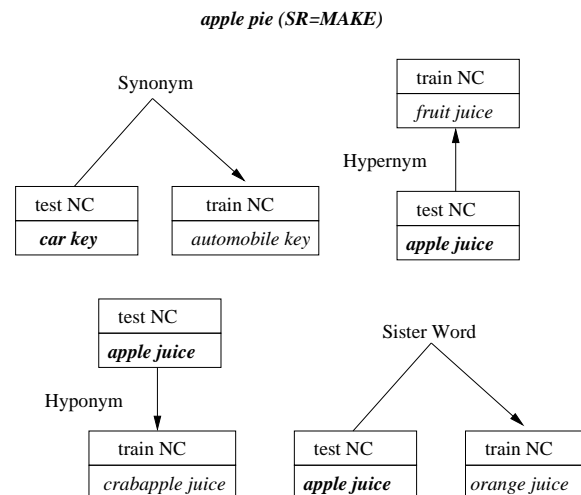 apple pie (SR=MAKE)
Synonym
test NC
car key
train NC
automobile key
train NC
fruit juice
Hypernym
test NC
apple juice
test NC
apple juice
Hyponym
train NC
crabapple juice
Sister Word
test NC
apple juice
train NC
orange juice